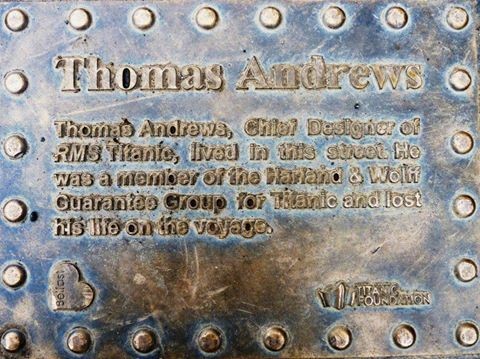 Thomas Andrews
Thomas Andrews, Chief Designer of
RMS Titanic, lived in this street. He
was a member of the Harland & Wolff
Guarantee Group for Titanic and lost
his life on the voyage.
Belfast
TITANIC
FOUNDATION